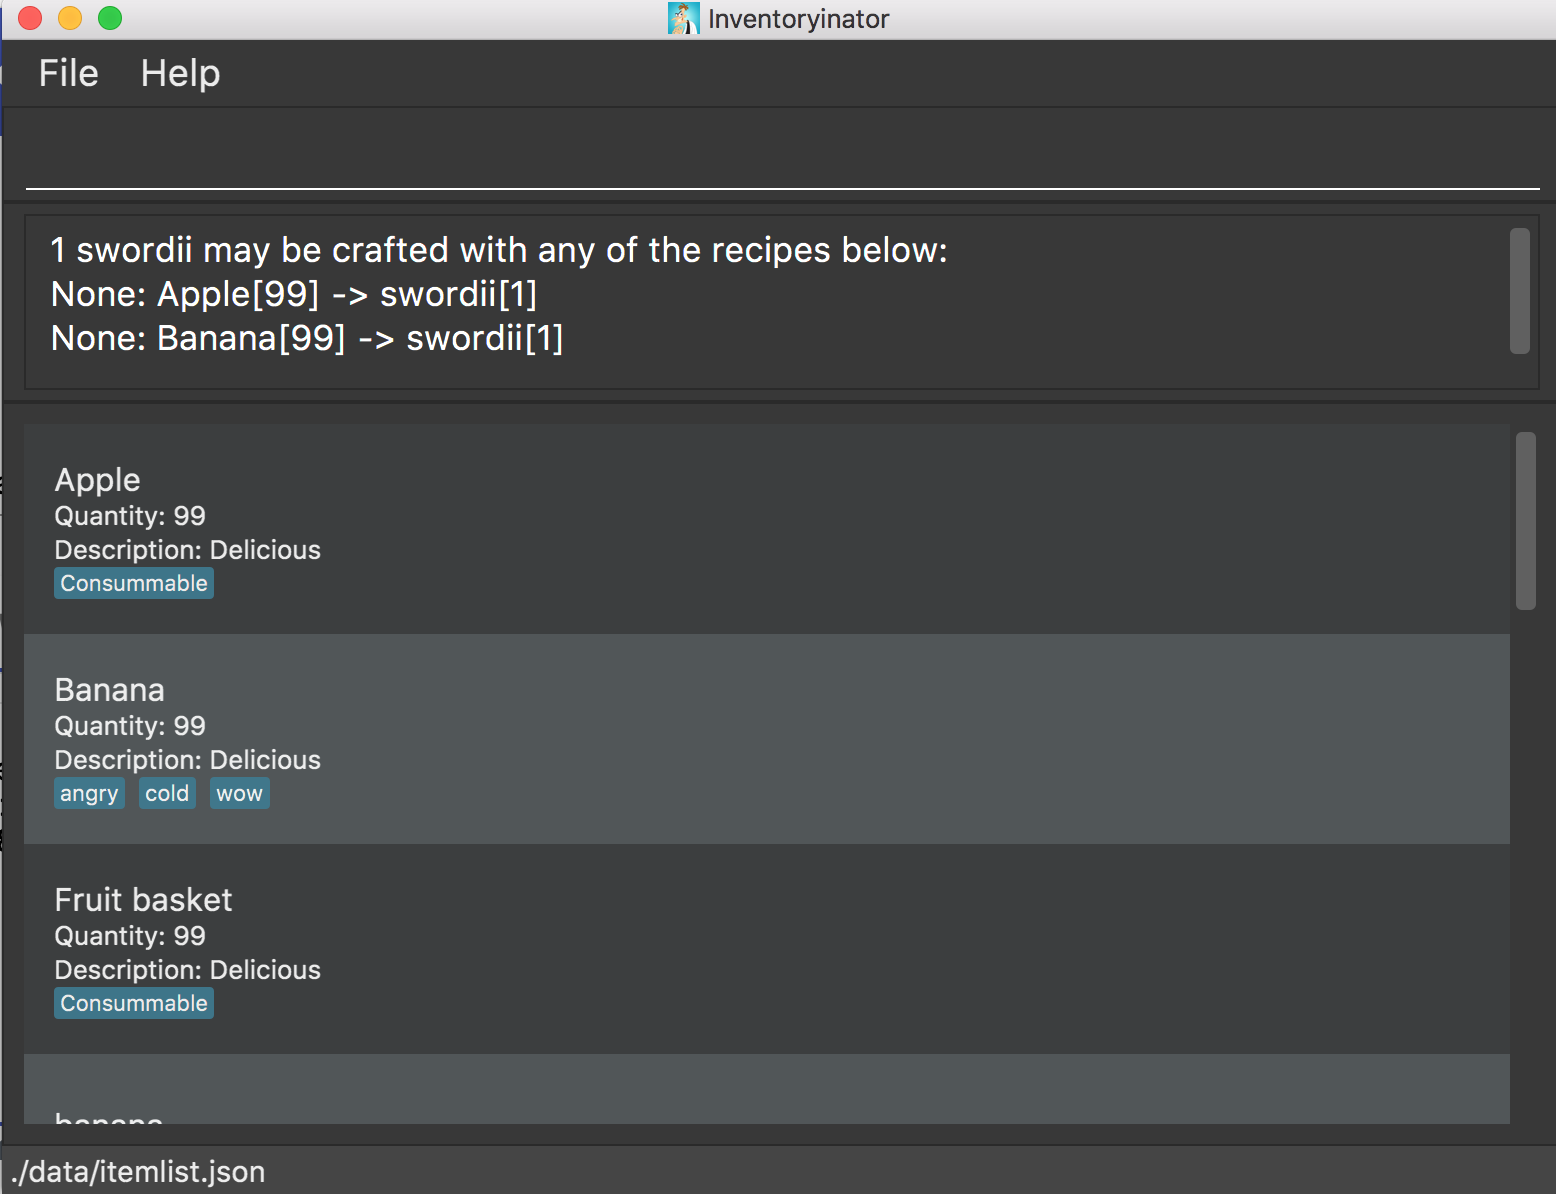 Inventoryinator
File Help
1 swordii may be crafted with any of the recipes below:
None: Apple[99] -> swordii[1]
None: Banana[99] -> swordii[1]
Apple
Quantity: 99
Description: Delicious
Consummable
Banana
Quantity: 99
Description: Delicious
angry cold wow
Fruit basket
Quantity: 99
Description: Delicious
Consummable
banana
./data/itemlist.json